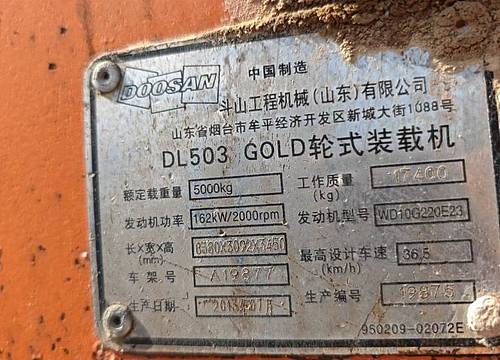 DOOSAN
中国制造
斗山工程机械(山东)有限公司
山东省烟台市牟平经济开发区新城大街1088号
DL503 GOLD轮式装载机
额定载重量 5000kg 工作质量(kg) 17400
发动机功率 162kW/2000rpm 发动机型号 WD10G220E23
长X宽X高(mm) 最高设计车速(km/h) 36.5
车架号 A19877 生产编号
生产日期
950209-02072E